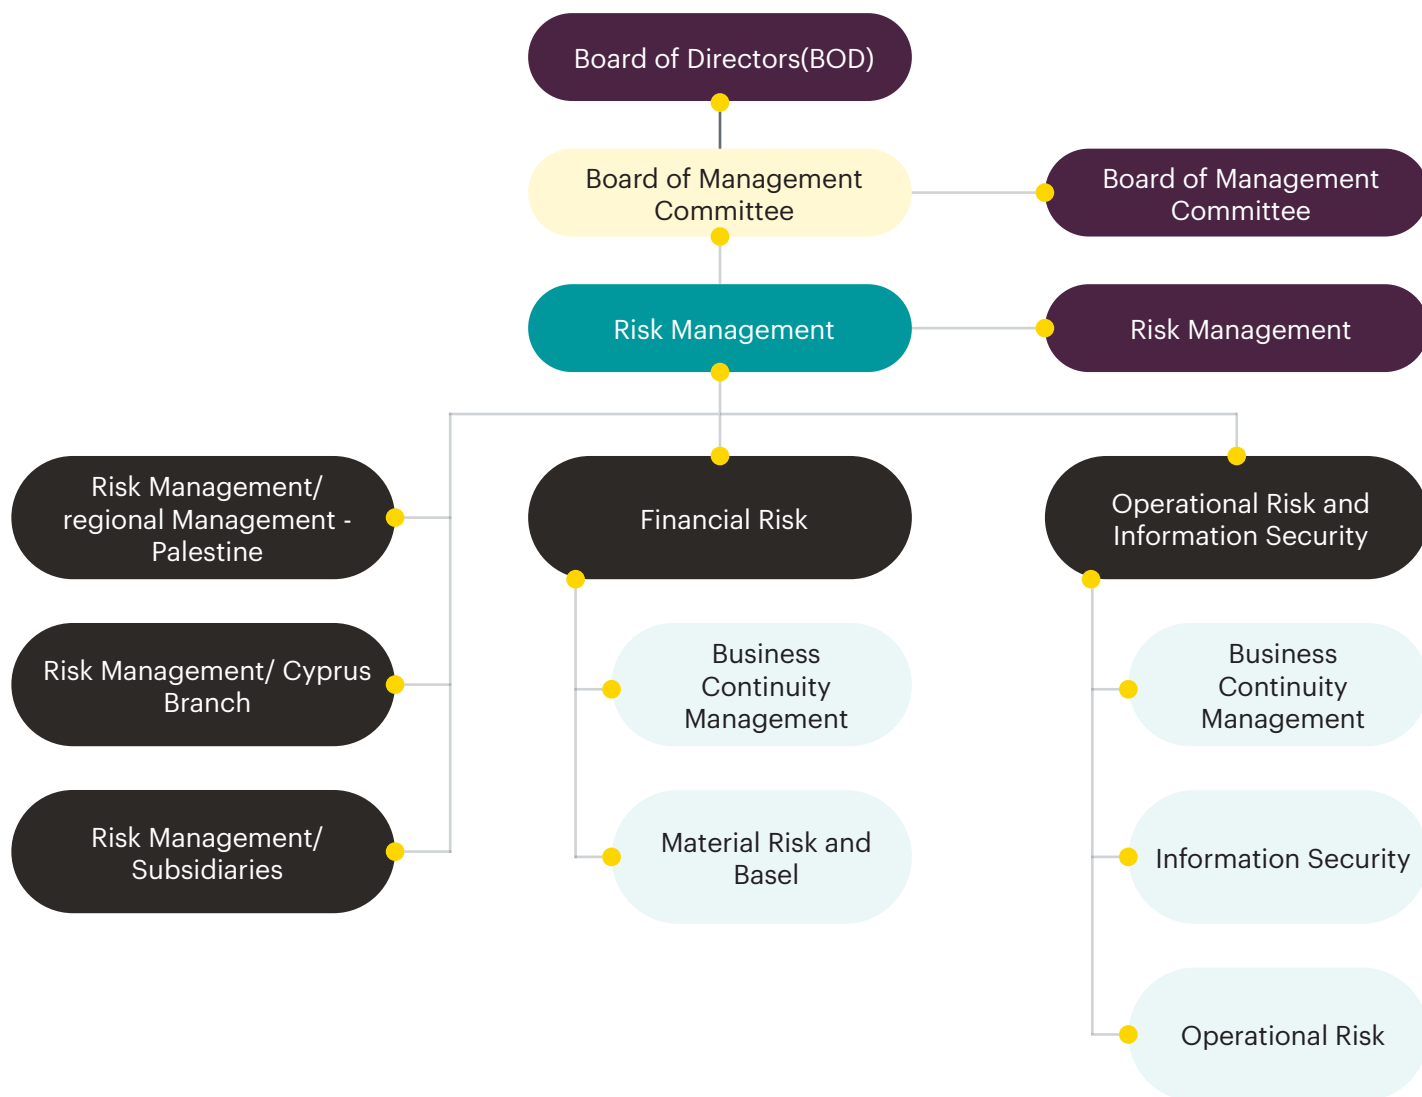 Board of Directors(BOD)
Board of Management
Committee
Board of Management
Committee
Risk Management
Risk Management
Risk Management/
regional Management -
Palestine
Financial Risk
Operational Risk and
Information Security
Risk Management/ Cyprus
Branch
Business
Continuity
Management
Business
Continuity
Management
Risk Management/
Subsidiaries
Material Risk and
Basel
Information Security
Operational Risk